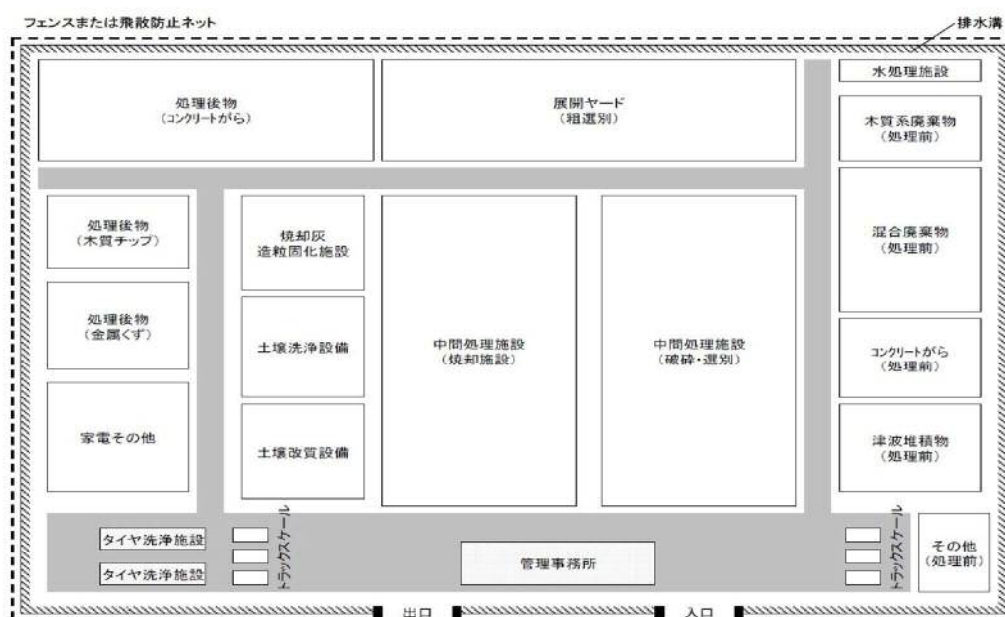 フェンスまたは飛散防止ネット
排水溝
処理後物
(コンクリートがら)
展開ヤード
(粗選別)
水処理施設
木質系廃棄物
(処理前)
処理後物
(木質チップ)
焼却灰
造粒固化施設
混合廃棄物
(処理前)
処理後物
(金属くず)
土壌洗浄設備
中間処理施設
(焼却施設)
中間処理施設
(破砕・選別)
コンクリートがら
(処理前)
家電その他
土壌改質設備
津波堆積物
(処理前)
タイヤ洗浄施設
タイヤ洗浄施設
トラックスケール
管理事務所
トラックスケール
その他
(処理前)
出口
入口